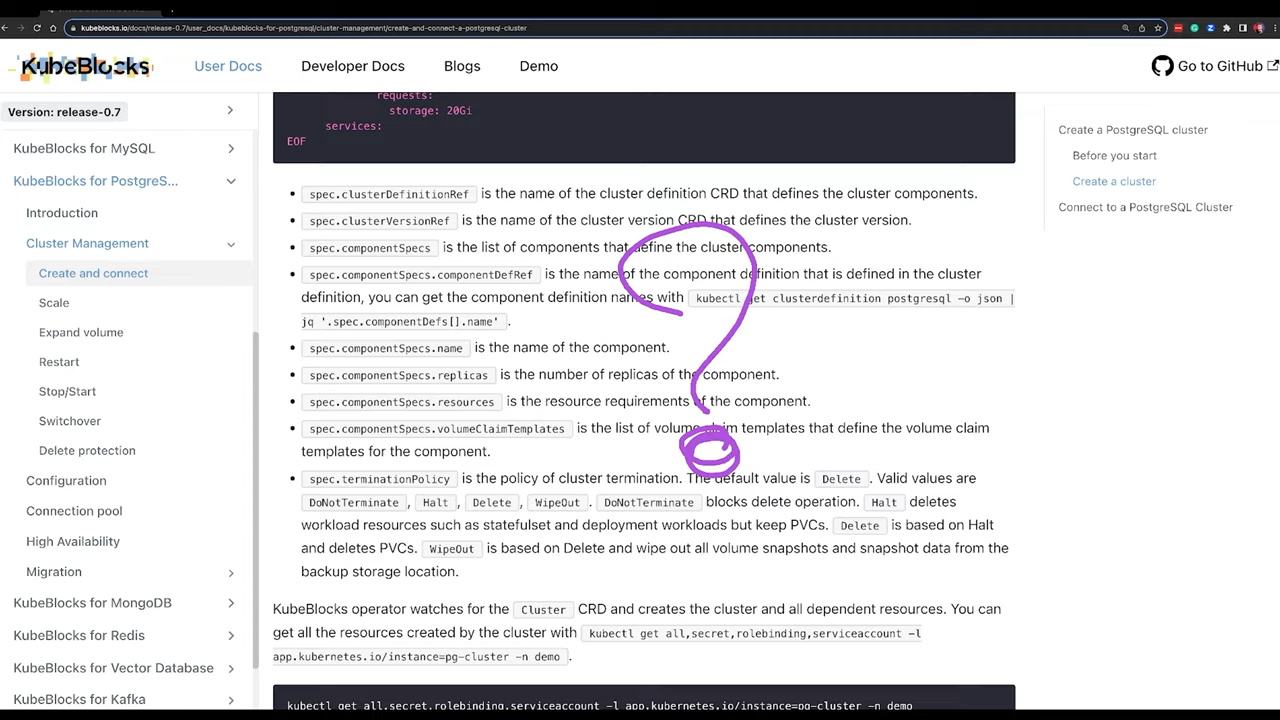 kubeblocks.io/docs/release-0.7/user_docs/kubeblocks-for-postgresql/cluster-management/create-and-connect-a-postgresql-cluster
KubeBlocks
User Docs
Developer Docs
Blogs
Demo
Go to GitHub
Version: release-0.7
KubeBlocks for MySQL
KubeBlocks for PostgreS...
Introduction
Cluster Management
Create and connect
Scale
Expand volume
Restart
Stop/Start
Switchover
Delete protection
Configuration
Connection pool
High Availability
Migration
KubeBlocks for MongoDB
KubeBlocks for Redis
KubeBlocks for Vector Database
KubeBlocks for Kafka
requests:
storage: 20Gi
services:
EOF
spec.clusterDefinitionRef is the name of the cluster definition CRD that defines the cluster components.
spec.clusterVersionRef is the name of the cluster version CRD that defines the cluster version.
spec.componentSpecs is the list of components that define the cluster components.
spec.componentSpecs.componentDefRef is the name of the component definition that is defined in the cluster
definition, you can get the component definition names with kubectl get clusterdefinition postgresql -o json |
jq '.spec.componentDefs[].name' .
spec.componentSpecs.name is the name of the component.
spec.componentSpecs.replicas is the number of replicas of the component.
spec.componentSpecs.resources is the resource requirements of the component.
spec.componentSpecs.volumeClaimTemplates is the list of volume claim templates that define the volume claim
templates for the component.
spec.terminationPolicy is the policy of cluster termination. The default value is Delete . Valid values are
DoNotTerminate , Halt , Delete , WipeOut . DoNotTerminate blocks delete operation. Halt deletes
workload resources such as statefulset and deployment workloads but keep PVCs. Delete is based on Halt
and deletes PVCs. WipeOut is based on Delete and wipe out all volume snapshots and snapshot data from the
backup storage location.
KubeBlocks operator watches for the Cluster CRD and creates the cluster and all dependent resources. You can
get all the resources created by the cluster with kubectl get all,secret,rolebinding,serviceaccount -l
app.kubernetes.io/instance=pg-cluster -n demo .
kubectl get all,secret,rolebinding,serviceaccount -l app.kubernetes.io/instance=pg-cluster -n demo
Create a PostgreSQL cluster
Before you start
Create a cluster
Connect to a PostgreSQL Cluster